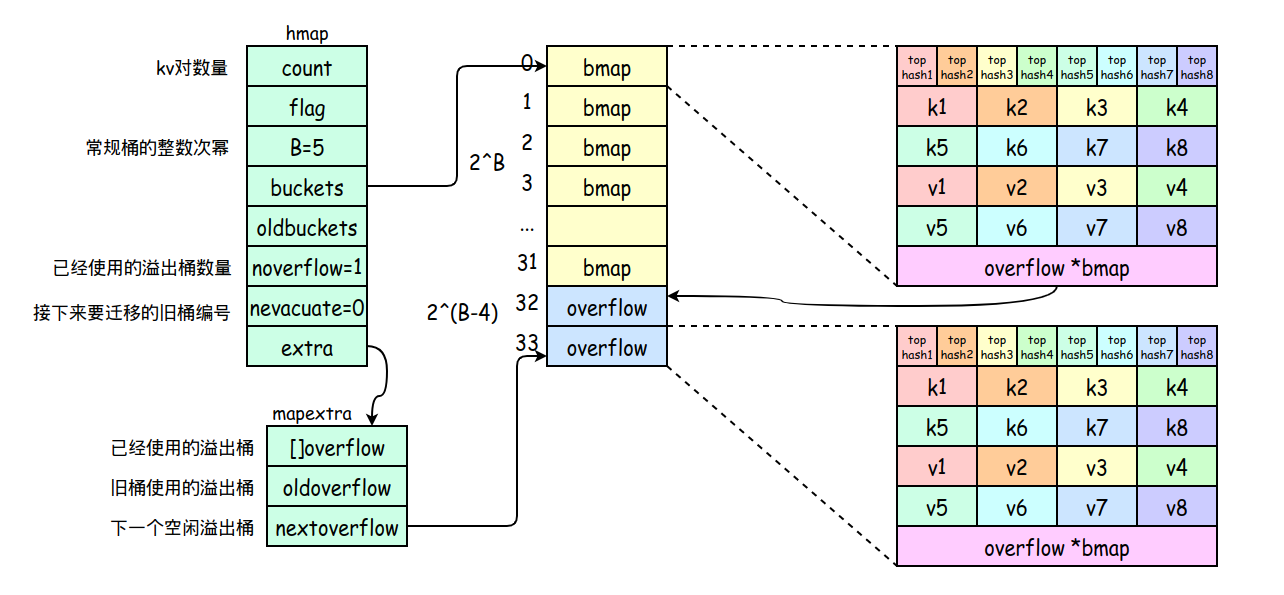 hmap
kv对数量
count
flag
常规桶的整数次幂
B=5
buckets
oldbuckets
已经使用的溢出桶数量
noverflow=1
接下来要迁移的旧桶编号
nevacuate=0
extra
mapextra
已经使用的溢出桶
[]overflow
旧桶使用的溢出桶
oldoverflow
下一个空闲溢出桶
nextoverflow
2^B
2^(B-4)
0
bmap
1
bmap
2
bmap
3
bmap
...
31
bmap
32
overflow
33
overflow
top top top top top top top top
hash1 hash2 hash3 hash4 hash5 hash6 hash7 hash8
k1 k2 k3 k4
k5 k6 k7 k8
v1 v2 v3 v4
v5 v6 v7 v8
overflow *bmap
top top top top top top top top
hash1 hash2 hash3 hash4 hash5 hash6 hash7 hash8
k1 k2 k3 k4
k5 k6 k7 k8
v1 v2 v3 v4
v5 v6 v7 v8
overflow *bmap